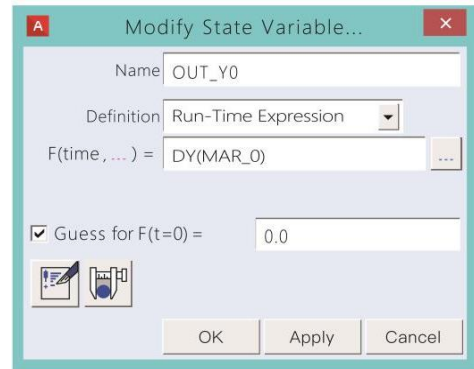 A Modify State Variable...
Name OUT_Y0
Definition Run-Time Expression
F(time, ...) = DY(MAR_0) ...
Guess for F(t=0) = 0.0
OK Apply Cancel